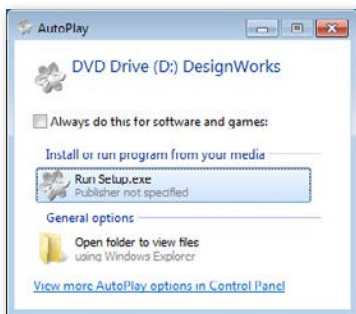 AutoPlay
DVD Drive (D:) DesignWorks
Always do this for software and games:
Install or run program from your media
Run Setup.exe
Publisher not specified
General options
Open folder to view files
using Windows Explorer
View more AutoPlay options in Control Panel